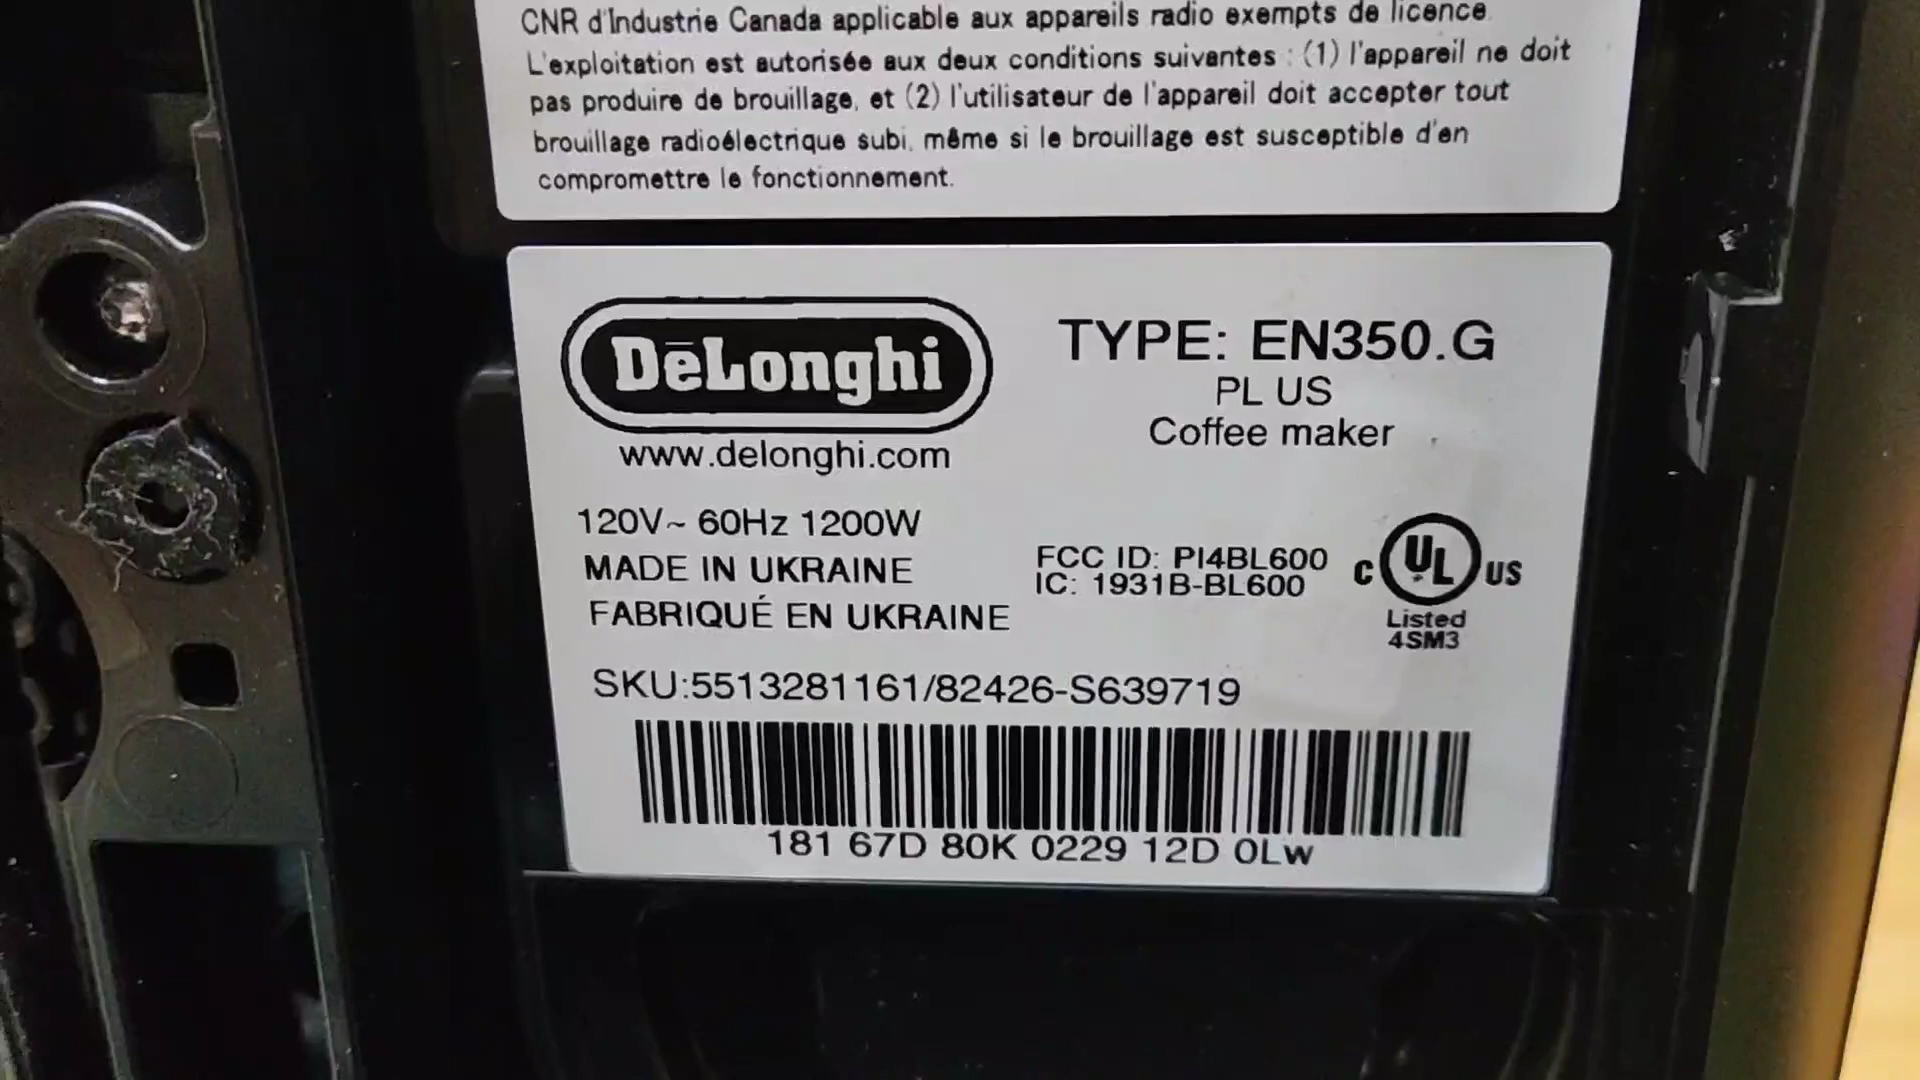 CNR d'Industrie Canada applicable aux appareils radio exempts de licence.
L'exploitation est autorisée aux deux conditions suivantes : (1) l'appareil ne doit
pas produire de brouillage, et (2) l'utilisateur de l'appareil doit accepter tout
brouillage radioélectrique subi, même si le brouillage est susceptible d'en
compromettre le fonctionnement.
DēLonghi
www.delonghi.com
TYPE: EN350.G
PL US
Coffee maker
120V~ 60Hz 1200W
MADE IN UKRAINE
FABRIQUÉ EN UKRAINE
FCC ID: PI4BL600
IC: 1931B-BL600
C UL US
Listed
4SM3
SKU:5513281161/82426-S639719
181 67D 80K 0229 12D 0Lw